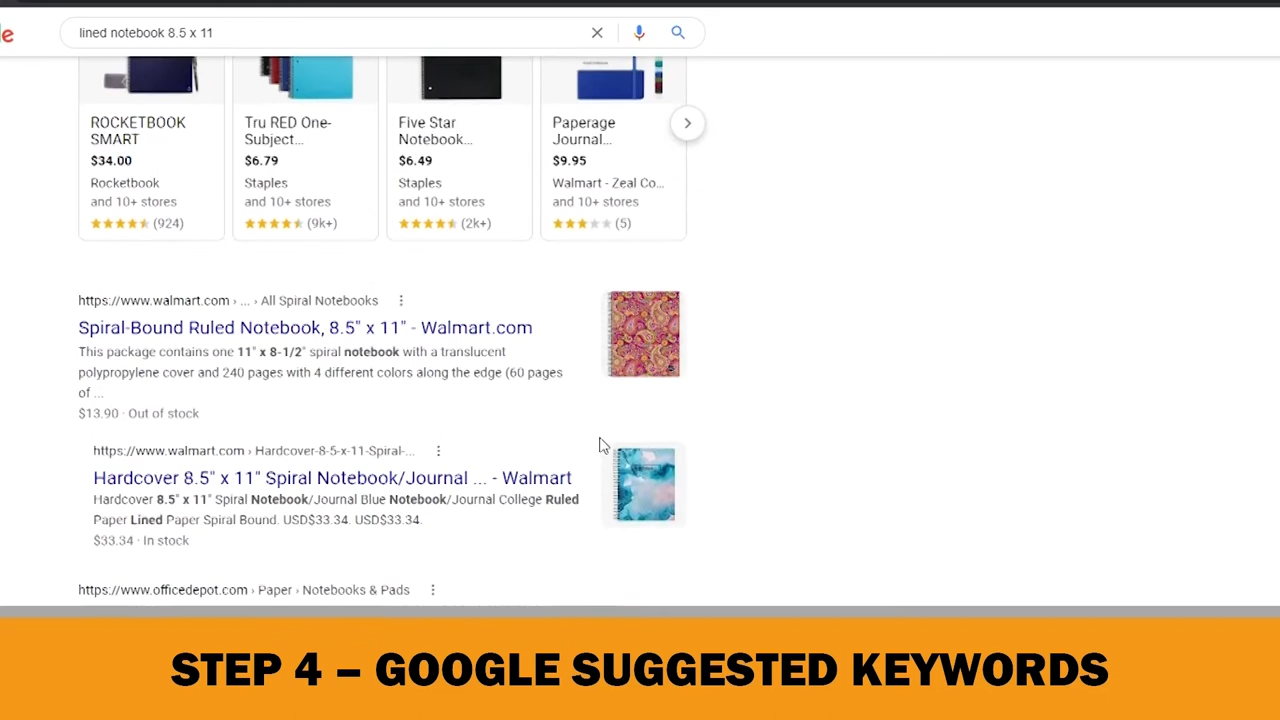 e
lined notebook 8.5 x 11
ROCKETBOOK SMART
$34.00
Rocketbook
and 10+ stores
(924)
Tru RED One-
Subject...
$6.79
Staples
and 10+ stores
(9k+)
Five Star
Notebook...
$6.49
Staples
and 10+ stores
(2k+)
Paperage
Journal...
$9.95
Walmart - Zeal Co...
and 10+ stores
(5)
https://www.walmart.com › ... › All Spiral Notebooks
Spiral-Bound Ruled Notebook, 8.5" x 11" - Walmart.com
This package contains one 11" x 8-1/2" spiral notebook with a translucent
polypropylene cover and 240 pages with 4 different colors along the edge (60 pages
of ...
$13.90 · Out of stock
https://www.walmart.com › Hardcover-8-5-x-11-Spiral-...
Hardcover 8.5" x 11" Spiral Notebook/Journal ... - Walmart
Hardcover 8.5" x 11" Spiral Notebook/Journal Blue Notebook/Journal College Ruled
Paper Lined Paper Spiral Bound. USD$33.34. USD$33.34.
$33.34 · In stock
https://www.officedepot.com › Paper › Notebooks & Pads
STEP 4 – GOOGLE SUGGESTED KEYWORDS